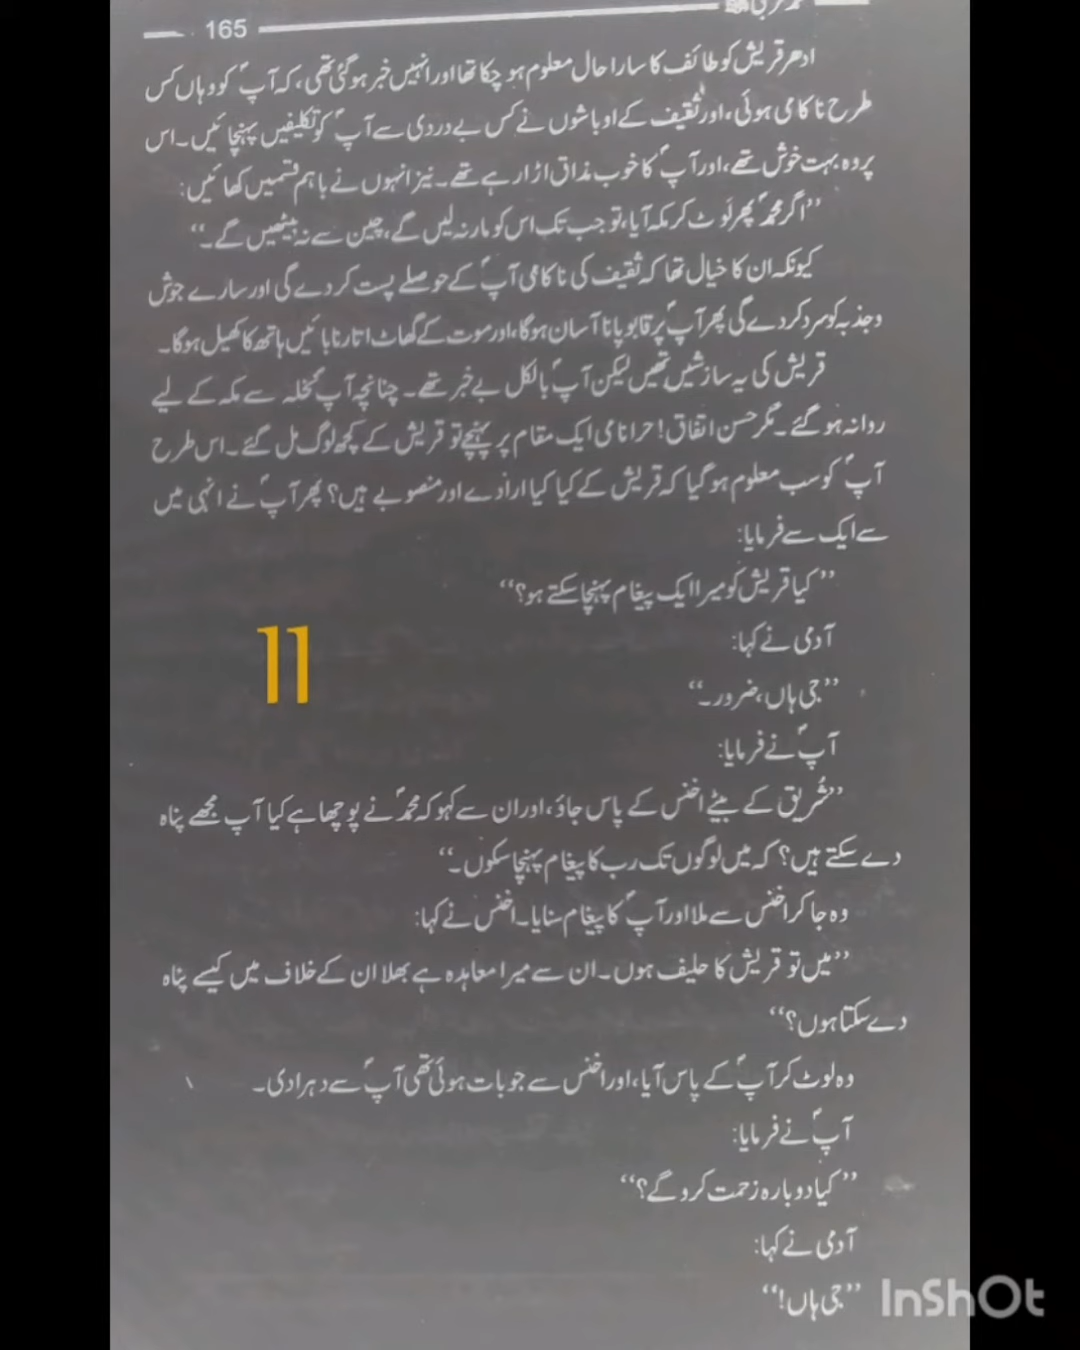 165
ادھر قریش کو طائف کا سارا حال معلوم ہو چکا تھا اور انہیں خبر ہو گئی تھی، کہ آپؐ کو وہاں کس
طرح ناکامی ہوئی، اور ثقیف کے اوباشوں نے کس بے دردی سے آپؐ کو تکلیفیں پہنچائیں۔ اس
پر وہ بہت خوش تھے، اور آپؐ کا خوب مذاق اڑا رہے تھے۔ نیز انہوں نے باہم قسمیں کھائیں:
’’اگر محمدؐ پھر لَوٹ کر مکہ آیا، تو جب تک اس کو مار نہ لیں گے، چین سے نہ بیٹھیں گے۔‘‘
کیونکہ ان کا خیال تھا کہ ثقیف کی ناکامی آپؐ کے حوصلے پست کر دے گی اور سارے جوش
و جذبہ کو سرد کر دے گی پھر آپؐ پر قابو پانا آسان ہوگا، اور موت کے گھاٹ اتارنا بائیں ہاتھ کا کھیل ہوگا۔
قریش کی یہ سازشیں تھیں لیکن آپؐ بالکل بے خبر تھے۔ چنانچہ آپؐ نخلہ سے مکہ کے لیے
روانہ ہو گئے۔ مگر حسن اتفاق! حرا نامی ایک مقام پر پہنچے تو قریش کے کچھ لوگ مل گئے۔ اس طرح
آپؐ کو سب معلوم ہو گیا کہ قریش کے کیا کیا ارادے اور منصوبے ہیں؟ پھر آپؐ نے انہی میں
سے ایک سے فرمایا:
’’کیا قریش کو میرا ایک پیغام پہنچا سکتے ہو؟‘‘
آدمی نے کہا:
11
’’جی ہاں، ضرور۔‘‘
آپؐ نے فرمایا:
’’شُریق کے بیٹے اخنس کے پاس جاؤ، اور ان سے کہو کہ محمدؐ نے پوچھا ہے کیا آپ مجھے پناہ
دے سکتے ہیں؟ کہ میں لوگوں تک رب کا پیغام پہنچا سکوں۔‘‘
وہ جا کر اخنس سے ملا اور آپؐ کا پیغام سنایا۔ اخنس نے کہا:
’’میں تو قریش کا حلیف ہوں۔ ان سے میرا معاہدہ ہے بھلا ان کے خلاف میں کیسے پناہ
دے سکتا ہوں؟‘‘
وہ لوٹ کر آپؐ کے پاس آیا، اور اخنس سے جو بات ہوئی تھی آپؐ سے دہرا دی۔
آپؐ نے فرمایا:
’’کیا دوبارہ زحمت کرو گے؟‘‘
آدمی نے کہا:
’’جی ہاں!‘‘
InShOt